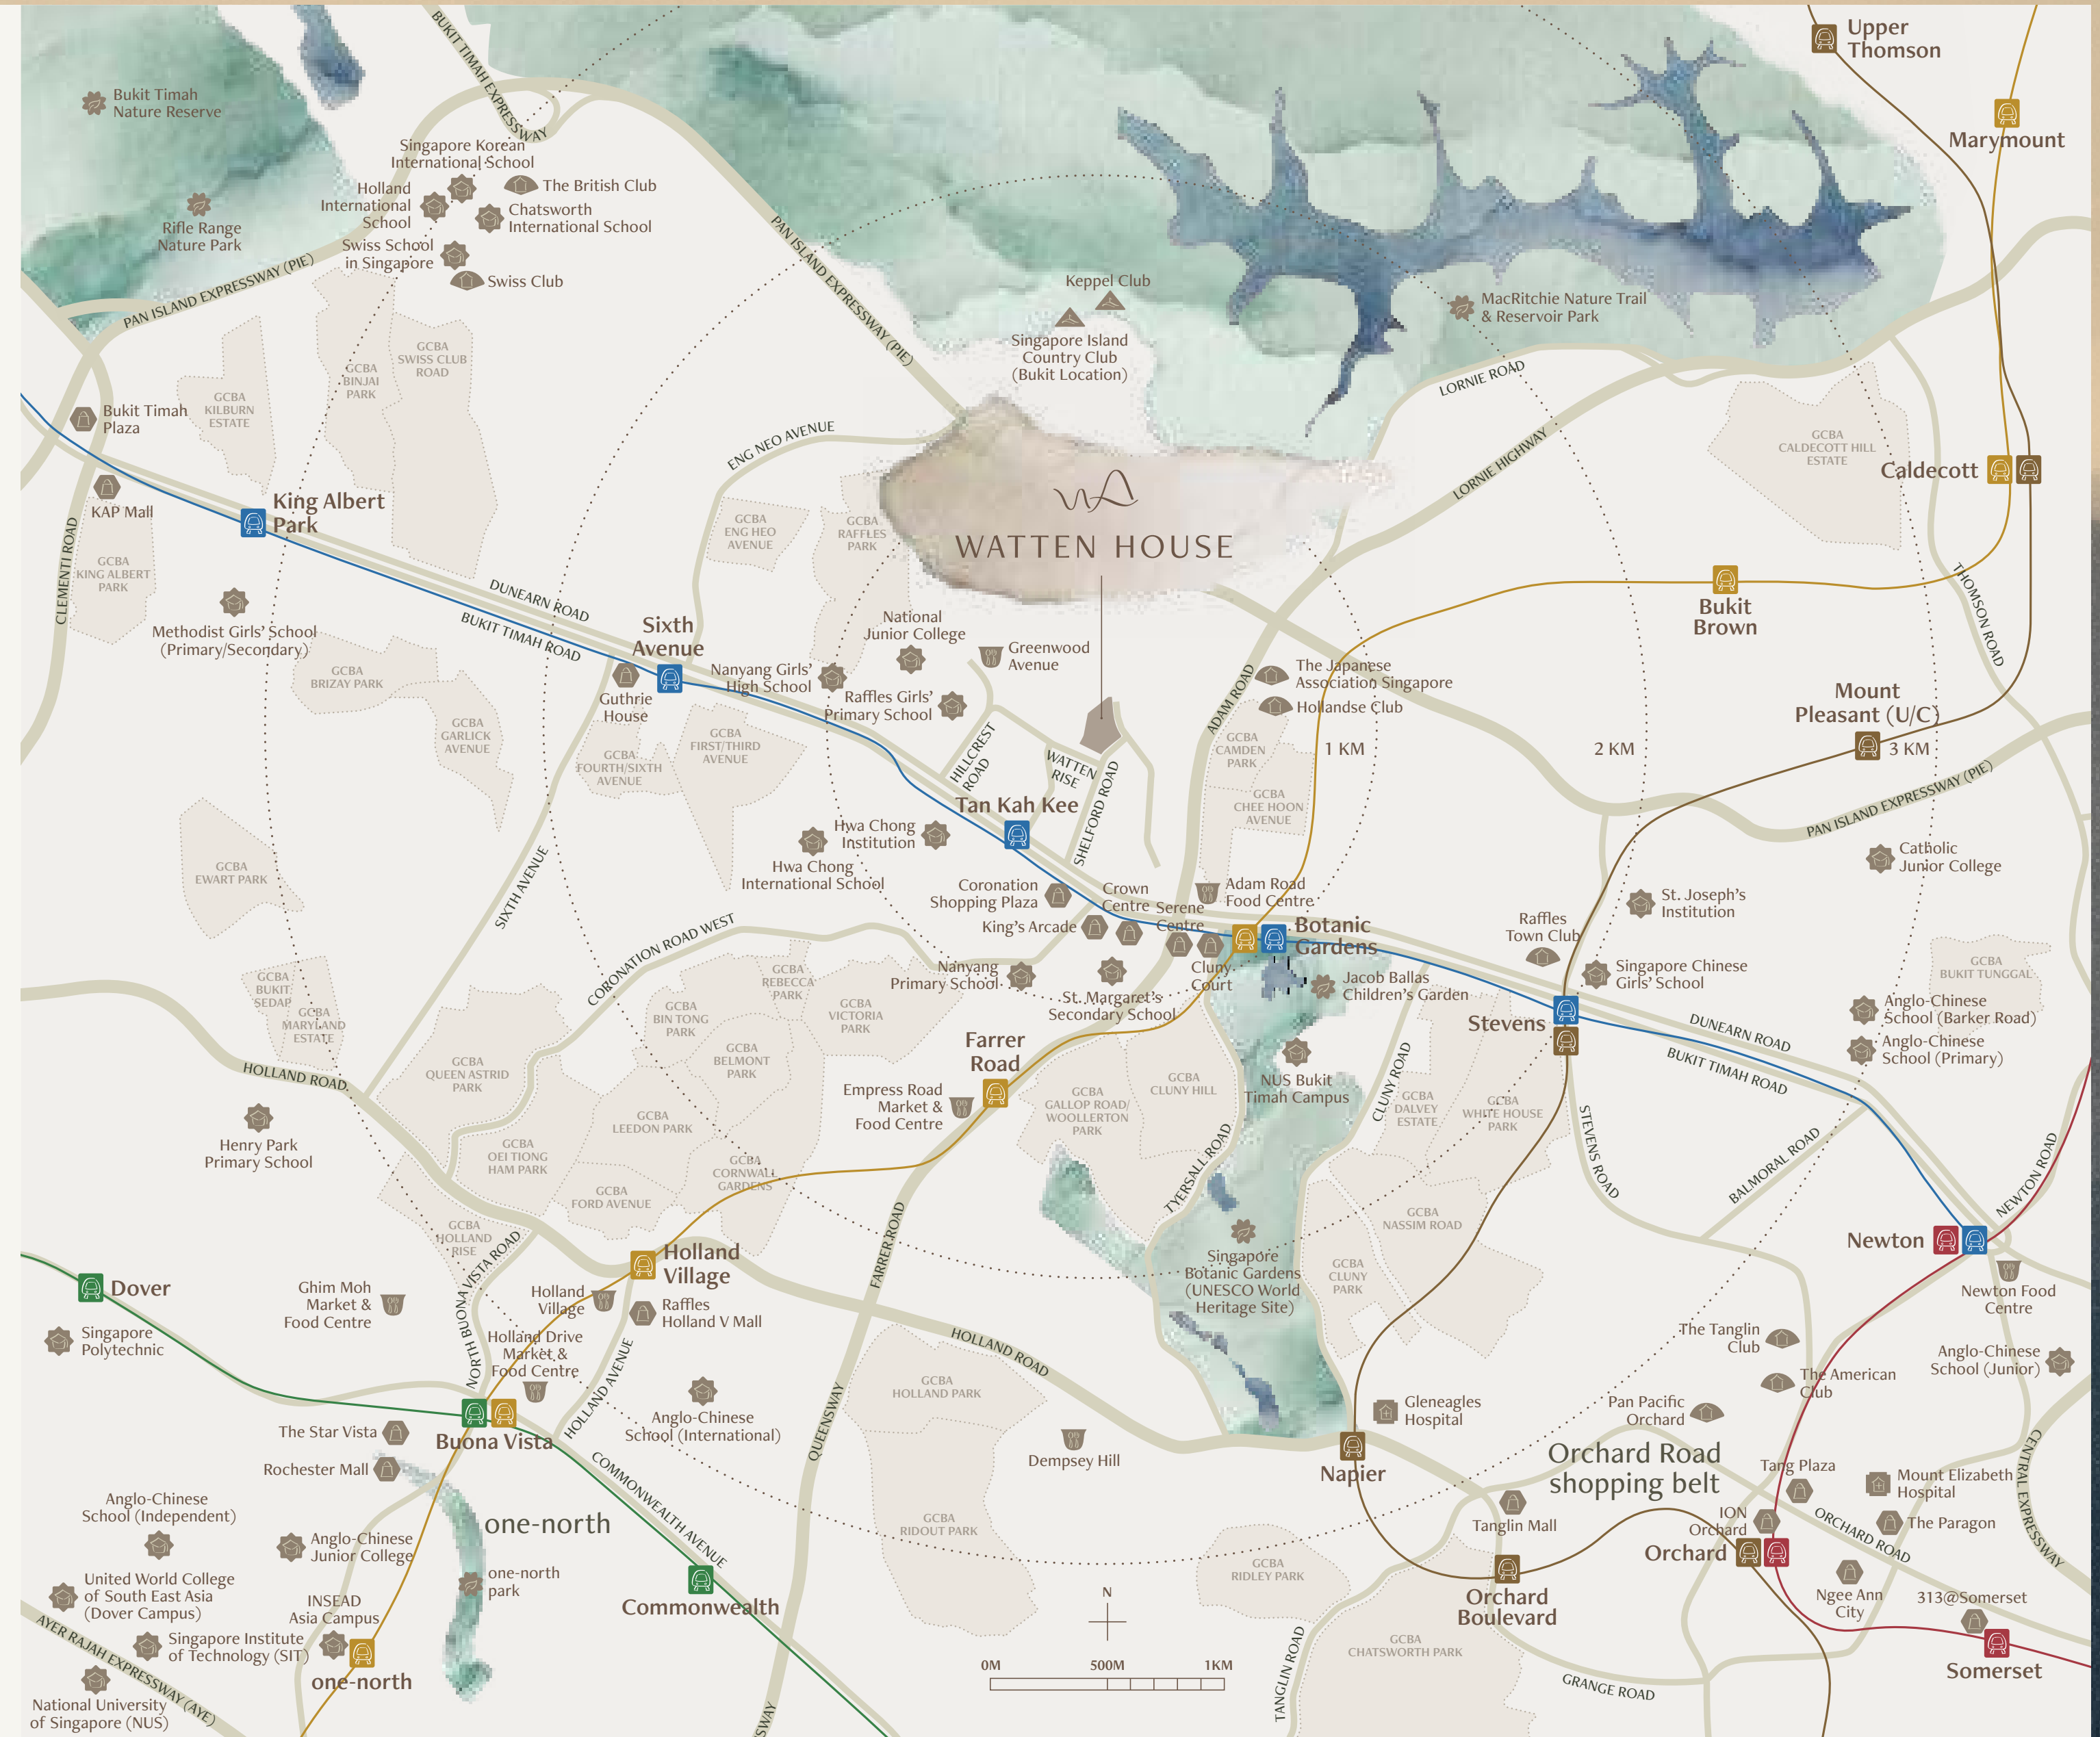 Upper
Thomson
BUKIT TIMAH EXPRESSWAY
Bukit Timah
Nature Reserve
Marymount
Singapore Korean
International School
The British Club
Holland
International
School
Chatsworth
International School
Rifle Range
Nature Park
Swiss School
in Singapore
Swiss Club
PAN ISLAND EXPRESSWAY (PIE)
PAN ISLAND EXPRESSWAY (PIE)
Keppel Club
Singapore Island
Country Club
(Bukit Location)
MacRitchie Nature Trail
& Reservoir Park
LORNIE ROAD
GCBA
SWISS CLUB
ROAD
GCBA
BINJAI
PARK
GCBA
KILBURN
ESTATE
Bukit Timah
Plaza
ENG NEO AVENUE
LORNIE HIGHWAY
GCBA
CALDECOTT HILL
ESTATE
Caldecott
KAP Mall
King Albert
Park
CLEMENTI ROAD
GCBA
KING ALBERT
PARK
GCBA
ENG HEO
AVENUE
GCBA
RAFFLES
PARK
WA
WATTEN HOUSE
DUNEARN ROAD
BUKIT TIMAH ROAD
Methodist Girls' School
(Primary/Secondary)
Sixth
Avenue
National
Junior College
Greenwood
Avenue
Bukit
Brown
THOMSON ROAD
GCBA
BRIZAY PARK
Guthrie
House
Nanyang Girls'
High School
Raffles Girls'
Primary School
The Japanese
Association Singapore
Hollandse Club
ADAM ROAD
Mount
Pleasant (U/C)
GCBA
GARLICK
AVENUE
GCBA
FOURTH/SIXTH
AVENUE
GCBA
FIRST/THIRD
AVENUE
HILLCREST
ROAD
WATTEN
RISE
SHELFORD ROAD
GCBA
CAMDEN
PARK
1 KM
2 KM
3 KM
PAN ISLAND EXPRESSWAY (PIE)
GCBA
CHEE HOON
AVENUE
Tan Kah Kee
Hwa Chong
Institution
Hwa Chong
International School
GCBA
EWART PARK
SIXTH AVENUE
Coronation
Shopping Plaza
Crown
Centre
Serene
Centre
King's Arcade
Adam Road
Food Centre
Botanic
Gardens
Catholic
Junior College
St. Joseph's
Institution
Raffles
Town Club
Singapore Chinese
Girls' School
GCBA
BUKIT TUNGGAL
CORONATION ROAD WEST
Nanyang
Primary School
St. Margaret's
Secondary School
Cluny
Court
Jacob Ballas
Children's Garden
GCBA
BUKIT
SEDAP
GCBA
MARYLAND
ESTATE
GCBA
REBECCA
PARK
GCBA
BIN TONG
PARK
GCBA
VICTORIA
PARK
GCBA
BELMONT
PARK
Stevens
Anglo-Chinese
School (Barker Road)
Anglo-Chinese
School (Primary)
DUNEARN ROAD
BUKIT TIMAH ROAD
HOLLAND ROAD
GCBA
QUEEN ASTRID
PARK
GCBA
LEEDON PARK
Farrer
Road
Empress Road
Market &
Food Centre
GCBA
GALLOP ROAD/
WOOLLERTON
PARK
GCBA
CLUNY HILL
NUS Bukit
Timah Campus
CLUNY ROAD
GCBA
DALVEY
ESTATE
GCBA
WHITE HOUSE
PARK
STEVENS ROAD
Henry Park
Primary School
GCBA
OEI TIONG
HAM PARK
GCBA
FORD AVENUE
GCBA
CORNWALL
GARDENS
TYERSALL ROAD
BALMORAL ROAD
NEWTON ROAD
GCBA
NASSIM ROAD
GCBA
HOLLAND
RISE
NORTH BUONA VISTA ROAD
Holland
Village
FARRER ROAD
Singapore
Botanic Gardens
(UNESCO World
Heritage Site)
GCBA
CLUNY
PARK
Newton
Dover
Singapore
Polytechnic
Ghim Moh
Market &
Food Centre
Holland
Village
Raffles
Holland V Mall
Holland Drive
Market &
Food Centre
HOLLAND AVENUE
HOLLAND ROAD
Newton Food
Centre
The Tanglin
Club
The American
Club
Anglo-Chinese
School (Junior)
GCBA
HOLLAND PARK
QUEENSWAY
Anglo-Chinese
School (International)
Gleneagles
Hospital
Pan Pacific
Orchard
The Star Vista
Buona Vista
Rochester Mall
Dempsey Hill
Napier
Orchard Road
shopping belt
Tang Plaza
Mount Elizabeth
Hospital
CENTRAL EXPRESSWAY
COMMONWEALTH AVENUE
Anglo-Chinese
School (Independent)
Anglo-Chinese
Junior College
one-north
GCBA
RIDOUT PARK
Tanglin Mall
ION
Orchard
The Paragon
ORCHARD ROAD
Orchard
United World College
of South East Asia
(Dover Campus)
one-north
park
Commonwealth
N
GCBA
RIDLEY PARK
Orchard
Boulevard
Ngee Ann
City
313@Somerset
INSEAD
Asia Campus
Singapore Institute
of Technology (SIT)
AYER RAJAH EXPRESSWAY (AYE)
one-north
0M
500M
1KM
GCBA
CHATSWORTH PARK
TANGLIN ROAD
GRANGE ROAD
Somerset
National University
of Singapore (NUS)
SWAY